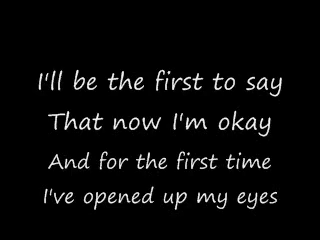 I'll be the first to say
That now I'm okay
And for the first time
I've opened up my eyes